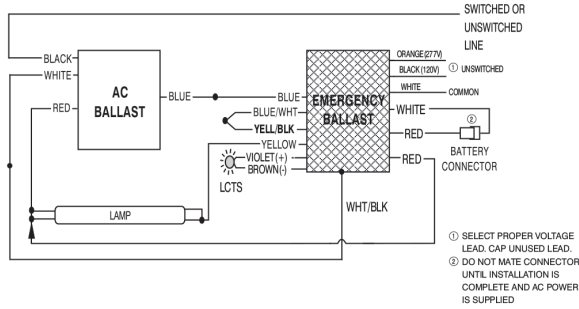 SWITCHED OR
UNSWITCHED
LINE
BLACK
WHITE
RED
AC
BALLAST
BLUE
BLUE
BLUE/WHT
YELL/BLK
YELLOW
VIOLET(+)
BROWN(-)
LCTS
EMERGENCY
BALLAST
ORANGE(277V)
BLACK(120V)
① UNSWITCHED
WHITE
COMMON
WHITE
RED
②
BATTERY
CONNECTOR
RED
WHT/BLK
LAMP
① SELECT PROPER VOLTAGE
LEAD. CAP UNUSED LEAD.
② DO NOT MATE CONNECTOR
UNTIL INSTALLATION IS
COMPLETE AND AC POWER
IS SUPPLIED